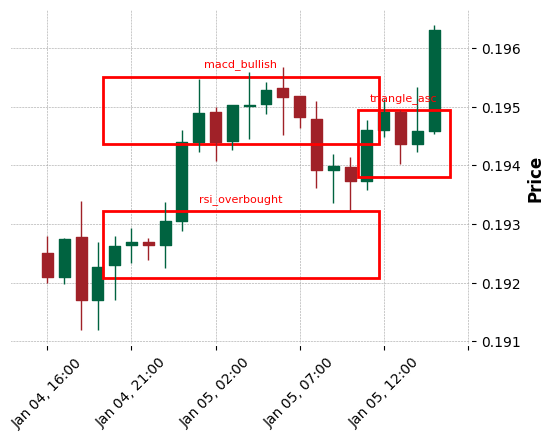 macd_bullish
triangle_asc
rsi_overbought
0.196
0.195
0.194
0.193
0.192
0.191
Price
Jan 04, 16:00
Jan 04, 21:00
Jan 05, 02:00
Jan 05, 07:00
Jan 05, 12:00